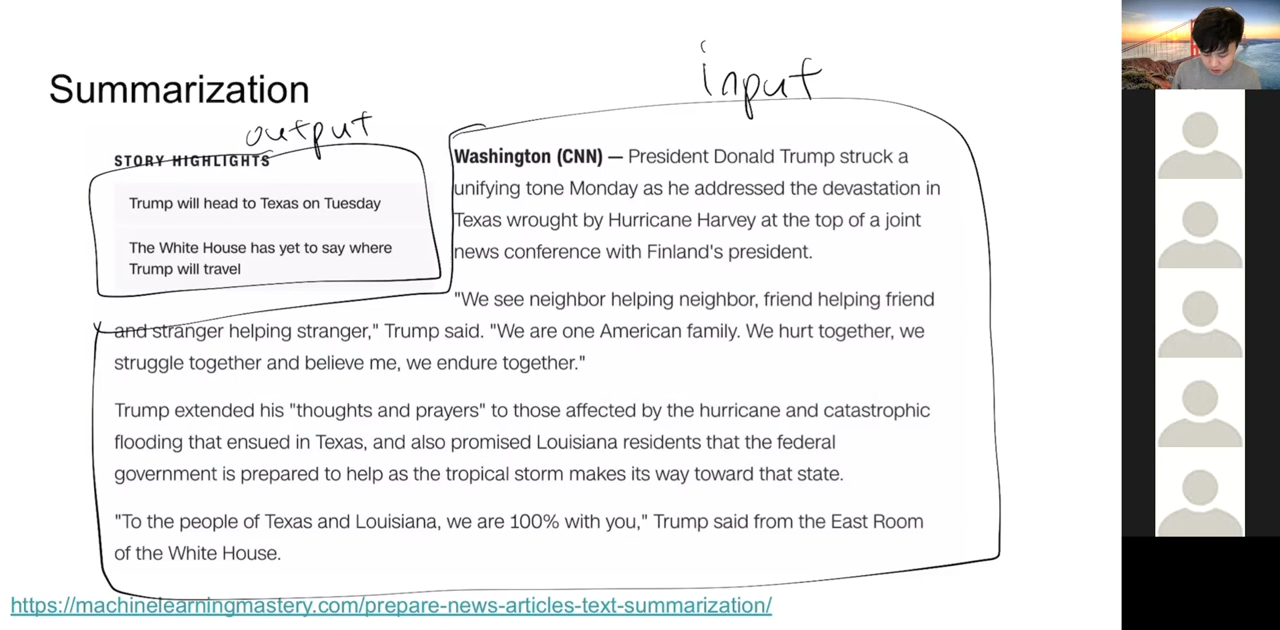 Summarization
input
output
STORY HIGHLIGHTS
Trump will head to Texas on Tuesday
The White House has yet to say where
Trump will travel
Washington (CNN) — President Donald Trump struck a
unifying tone Monday as he addressed the devastation in
Texas wrought by Hurricane Harvey at the top of a joint
news conference with Finland's president.
"We see neighbor helping neighbor, friend helping friend
and stranger helping stranger," Trump said. "We are one American family. We hurt together, we
struggle together and believe me, we endure together."
Trump extended his "thoughts and prayers" to those affected by the hurricane and catastrophic
flooding that ensued in Texas, and also promised Louisiana residents that the federal
government is prepared to help as the tropical storm makes its way toward that state.
"To the people of Texas and Louisiana, we are 100% with you," Trump said from the East Room
of the White House.
https://machinelearningmastery.com/prepare-news-articles-text-summarization/